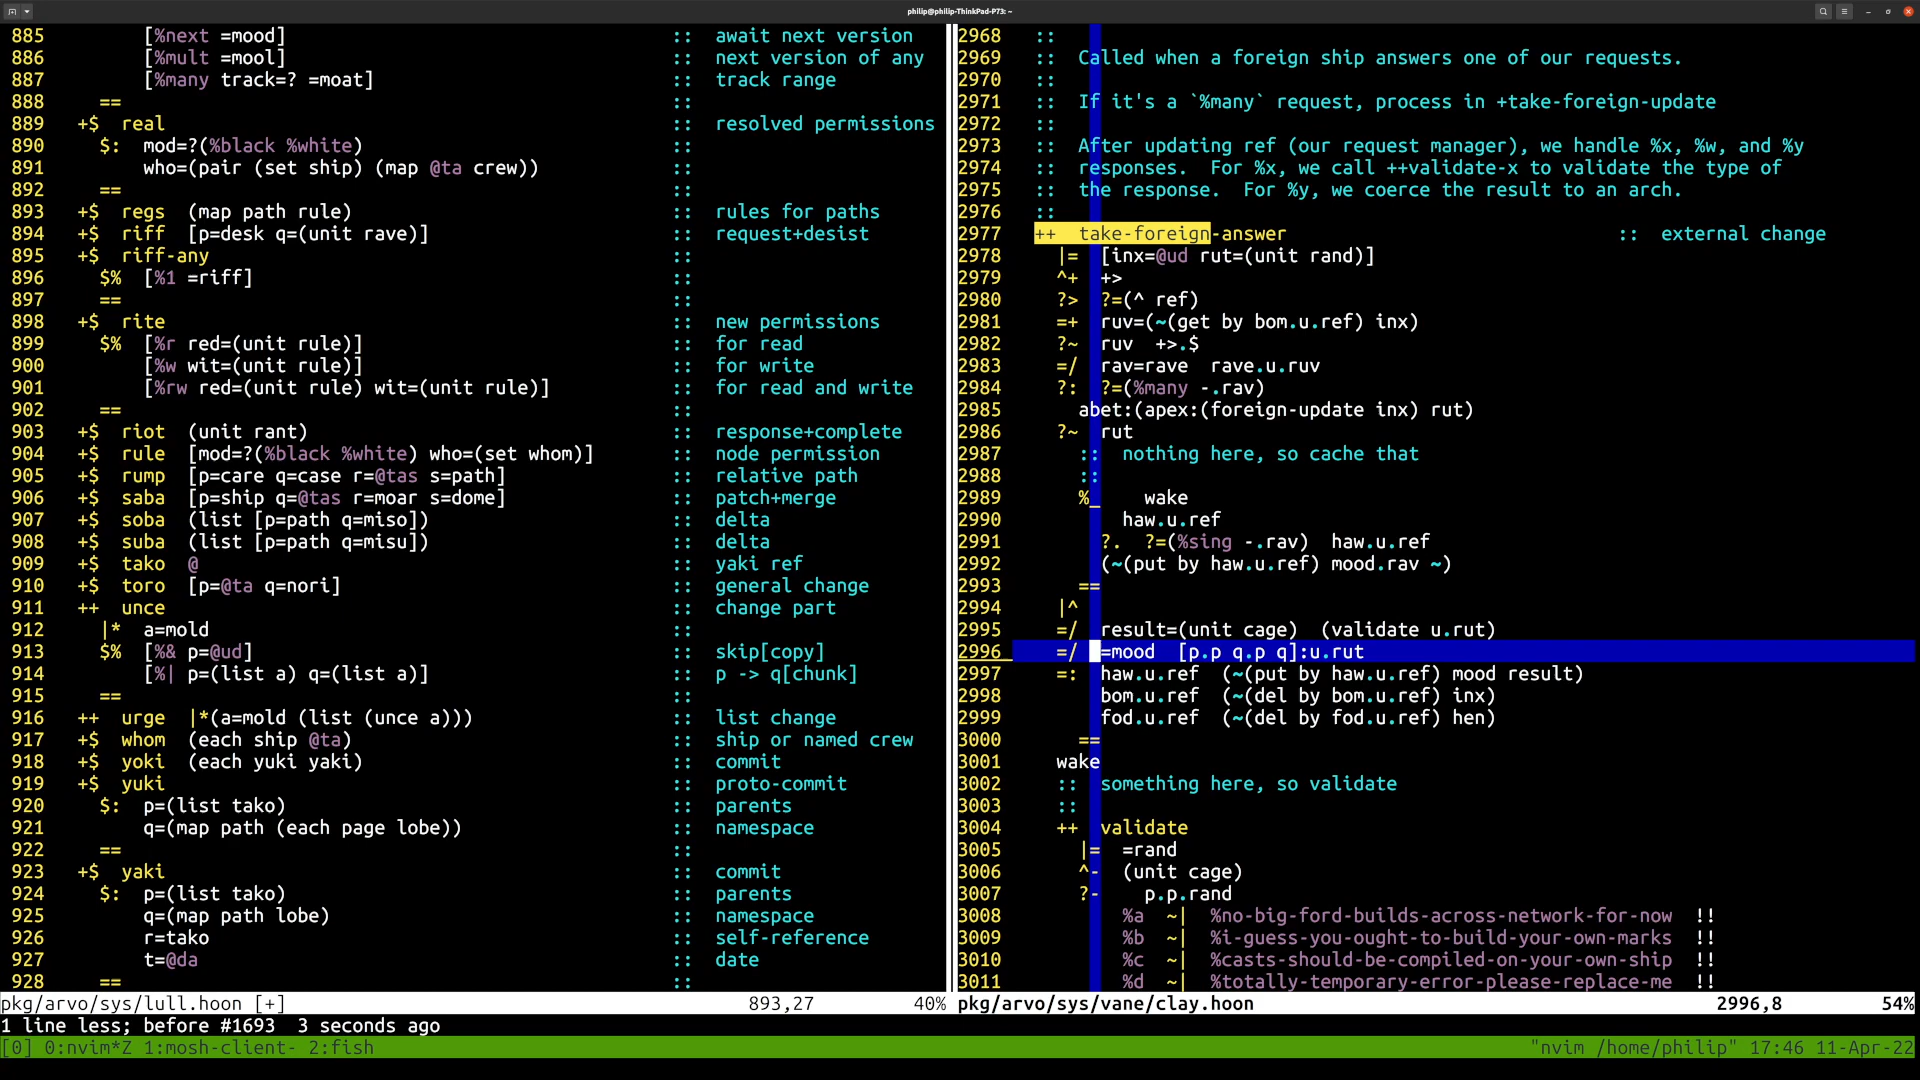 philip@philip-ThinkPad-P73: ~
885 [%next =mood] :: await next version
886 [%mult =mool] :: next version of any
887 [%many track=? =moat] :: track range
888 == ::
889 +$ real :: resolved permissions
890 $: mod=?(%black %white) ::
891 who=(pair (set ship) (map @ta crew)) ::
892 == ::
893 +$ regs (map path rule) :: rules for paths
894 +$ riff [p=desk q=(unit rave)] :: request+desist
895 +$ riff-any ::
896 $% [%1 =riff] ::
897 == ::
898 +$ rite :: new permissions
899 $% [%r red=(unit rule)] :: for read
900 [%w wit=(unit rule)] :: for write
901 [%rw red=(unit rule) wit=(unit rule)] :: for read and write
902 == ::
903 +$ riot (unit rant) :: response+complete
904 +$ rule [mod=?(%black %white) who=(set whom)] :: node permission
905 +$ rump [p=care q=case r=@tas s=path] :: relative path
906 +$ saba [p=ship q=@tas r=moar s=dome] :: patch+merge
907 +$ soba (list [p=path q=miso]) :: delta
908 +$ suba (list [p=path q=misu]) :: delta
909 +$ tako @ :: yaki ref
910 +$ toro [p=@ta q=nori] :: general change
911 ++ unce :: change part
912 |* a=mold ::
913 $% [%& p=@ud] :: skip[copy]
914 [%| p=(list a) q=(list a)] :: p -> q[chunk]
915 == ::
916 ++ urge |*(a=mold (list (unce a))) :: list change
917 +$ whom (each ship @ta) :: ship or named crew
918 +$ yoki (each yuki yaki) :: commit
919 +$ yuki :: proto-commit
920 $: p=(list tako) :: parents
921 q=(map path (each page lobe)) :: namespace
922 == ::
923 +$ yaki :: commit
924 $: p=(list tako) :: parents
925 q=(map path lobe) :: namespace
926 r=tako :: self-reference
927 t=@da :: date
928 == ::
pkg/arvo/sys/lull.hoon [+] 893,27 40%
2968 ::
2969 :: Called when a foreign ship answers one of our requests.
2970 ::
2971 :: If it's a `%many` request, process in +take-foreign-update
2972 ::
2973 :: After updating ref (our request manager), we handle %x, %w, and %y
2974 :: responses. For %x, we call ++validate-x to validate the type of
2975 :: the response. For %y, we coerce the result to an arch.
2976 ::
2977 ++ take-foreign-answer :: external change
2978 |= [inx=@ud rut=(unit rand)]
2979 ^+ +>
2980 ?> ?=(^ ref)
2981 =+ ruv=(~(get by bom.u.ref) inx)
2982 ?~ ruv +>.$
2983 =/ rav=rave rave.u.ruv
2984 ?: ?=(%many -.rav)
2985 abet:(apex:(foreign-update inx) rut)
2986 ?~ rut
2987 :: nothing here, so cache that
2988 ::
2989 %_ wake
2990 haw.u.ref
2991 ?. ?=(%sing -.rav) haw.u.ref
2992 (~(put by haw.u.ref) mood.rav ~)
2993 ==
2994 |^
2995 =/ result=(unit cage) (validate u.rut)
2996 =/ =mood [p.p q.p q]:u.rut
2997 =: haw.u.ref (~(put by haw.u.ref) mood result)
2998 bom.u.ref (~(del by bom.u.ref) inx)
2999 fod.u.ref (~(del by fod.u.ref) hen)
3000 ==
3001 wake
3002 :: something here, so validate
3003 ::
3004 ++ validate
3005 |= =rand
3006 ^- (unit cage)
3007 ?- p.p.rand
3008 %a ~| %no-big-ford-builds-across-network-for-now !!
3009 %b ~| %i-guess-you-ought-to-build-your-own-marks !!
3010 %c ~| %casts-should-be-compiled-on-your-own-ship !!
3011 %d ~| %totally-temporary-error-please-replace-me !!
pkg/arvo/sys/vane/clay.hoon 2996,8 54%
1 line less; before #1693 3 seconds ago
[0] 0:nvim*Z 1:mosh-client- 2:fish "nvim /home/philip" 17:46 11-Apr-22